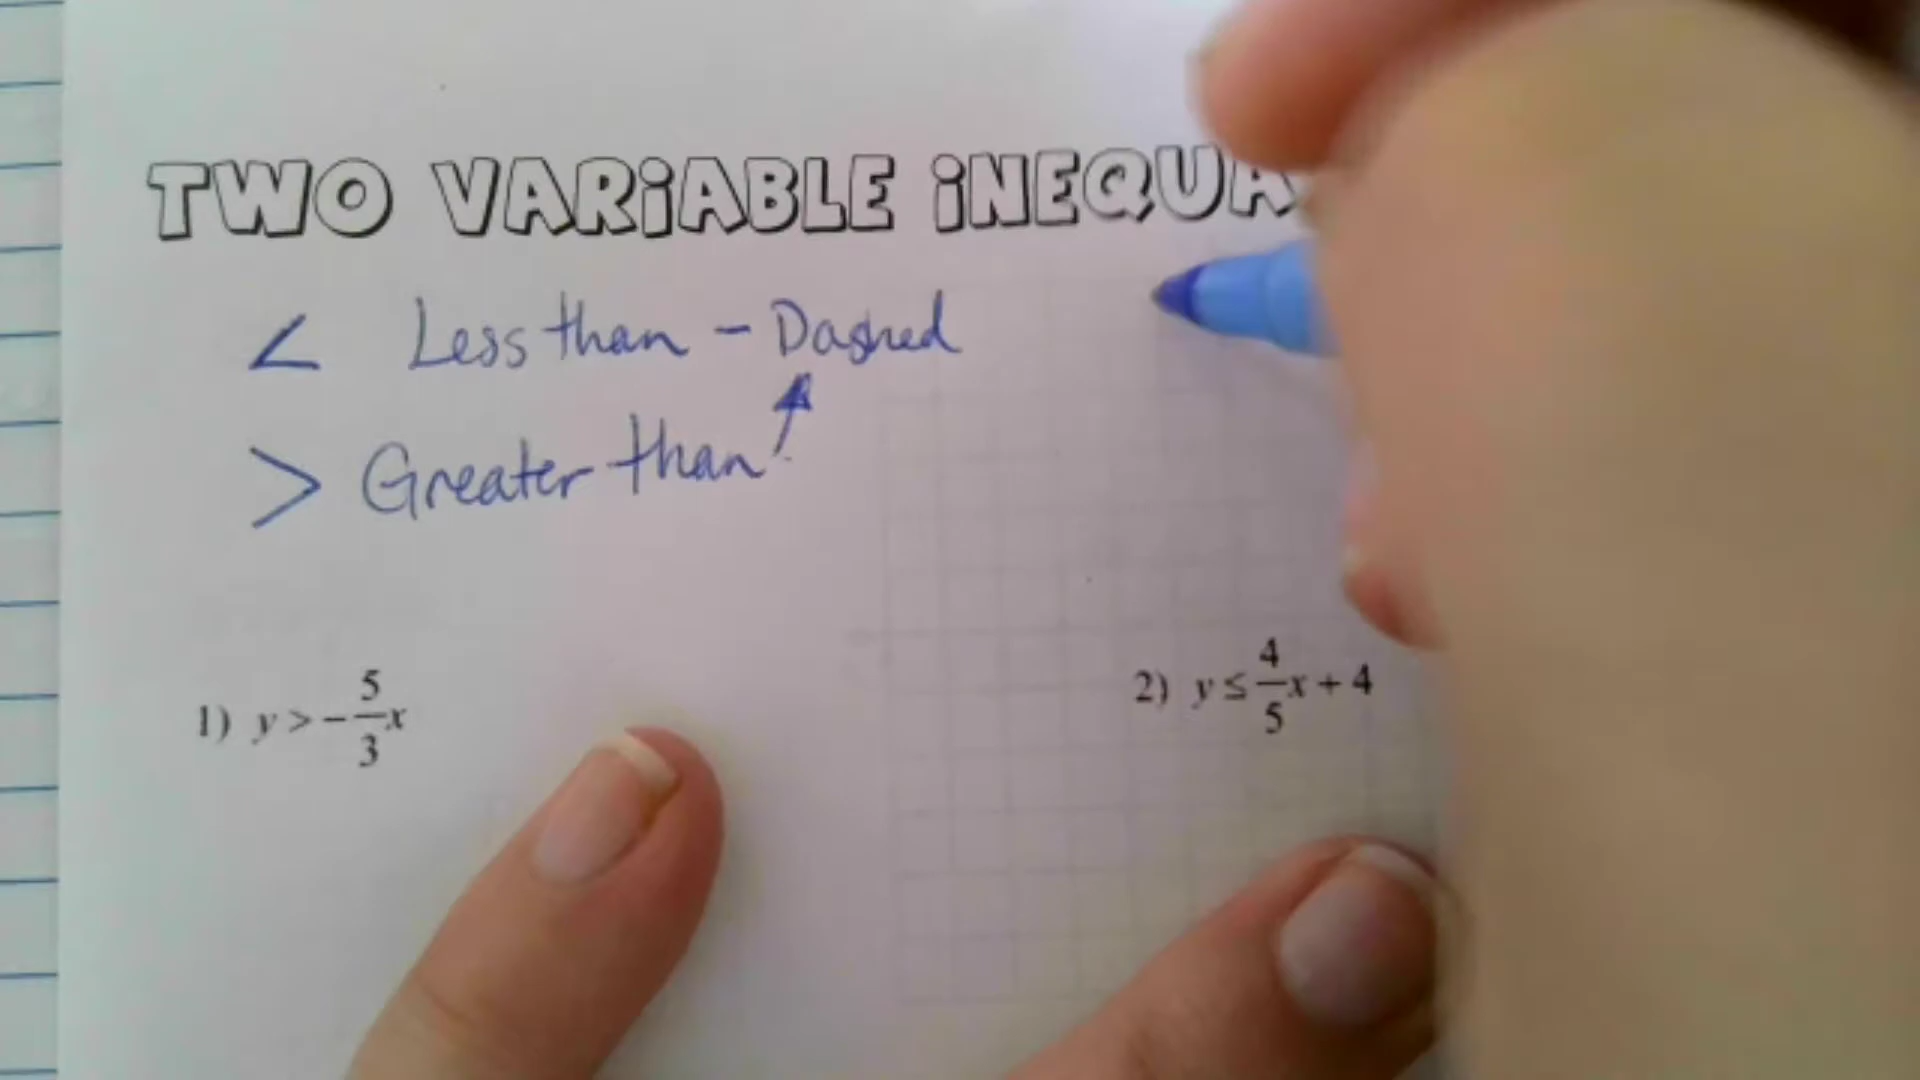 TWO VARiABLE iNEQUA
< Less than - Dashed
> Greater than
1) y > -5/3x
2) y ≤ 4/5x + 4